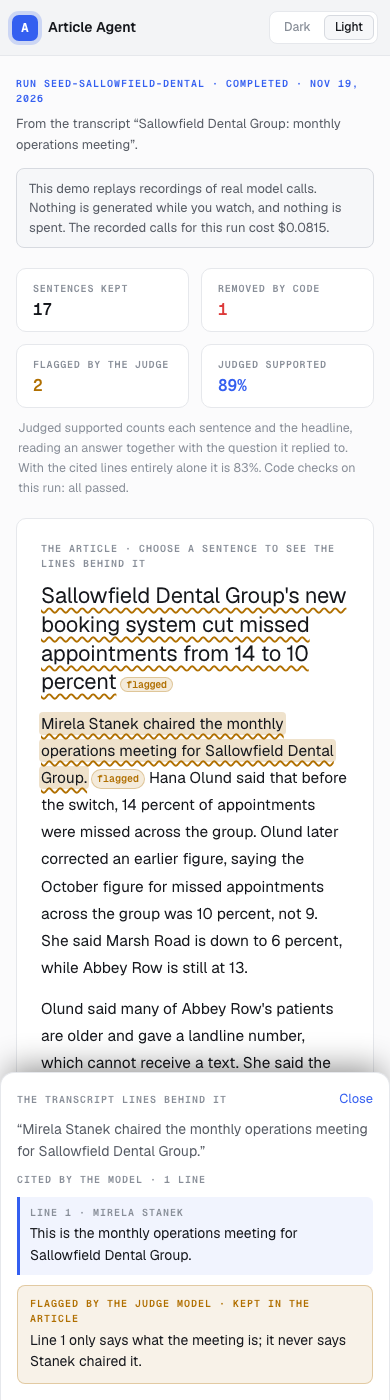 A Article Agent Dark Light
RUN SEED-SALLOWFIELD-DENTAL · COMPLETED · NOV 19,
2026
From the transcript “Sallowfield Dental Group: monthly
operations meeting”.
This demo replays recordings of real model calls.
Nothing is generated while you watch, and nothing is
spent. The recorded calls for this run cost $0.0815.
SENTENCES KEPT
17
REMOVED BY CODE
1
FLAGGED BY THE JUDGE
2
JUDGED SUPPORTED
89%
Judged supported counts each sentence and the headline,
reading an answer together with the question it replied to.
With the cited lines entirely alone it is 83%. Code checks on
this run: all passed.
THE ARTICLE · CHOOSE A SENTENCE TO SEE THE
LINES BEHIND IT
Sallowfield Dental Group's new
booking system cut missed
appointments from 14 to 10
percent flagged
Mirela Stanek chaired the monthly
operations meeting for Sallowfield Dental
Group. flagged Hana Olund said that before
the switch, 14 percent of appointments
were missed across the group. Olund later
corrected an earlier figure, saying the
October figure for missed appointments
across the group was 10 percent, not 9.
She said Marsh Road is down to 6 percent,
while Abbey Row is still at 13.
Olund said many of Abbey Row's patients
are older and gave a landline number,
which cannot receive a text. She said the
THE TRANSCRIPT LINES BEHIND IT Close
“Mirela Stanek chaired the monthly operations meeting
for Sallowfield Dental Group.”
CITED BY THE MODEL · 1 LINE
LINE 1 · MIRELA STANEK
This is the monthly operations meeting for
Sallowfield Dental Group.
FLAGGED BY THE JUDGE MODEL · KEPT IN THE
ARTICLE
Line 1 only says what the meeting is; it never says
Stanek chaired it.